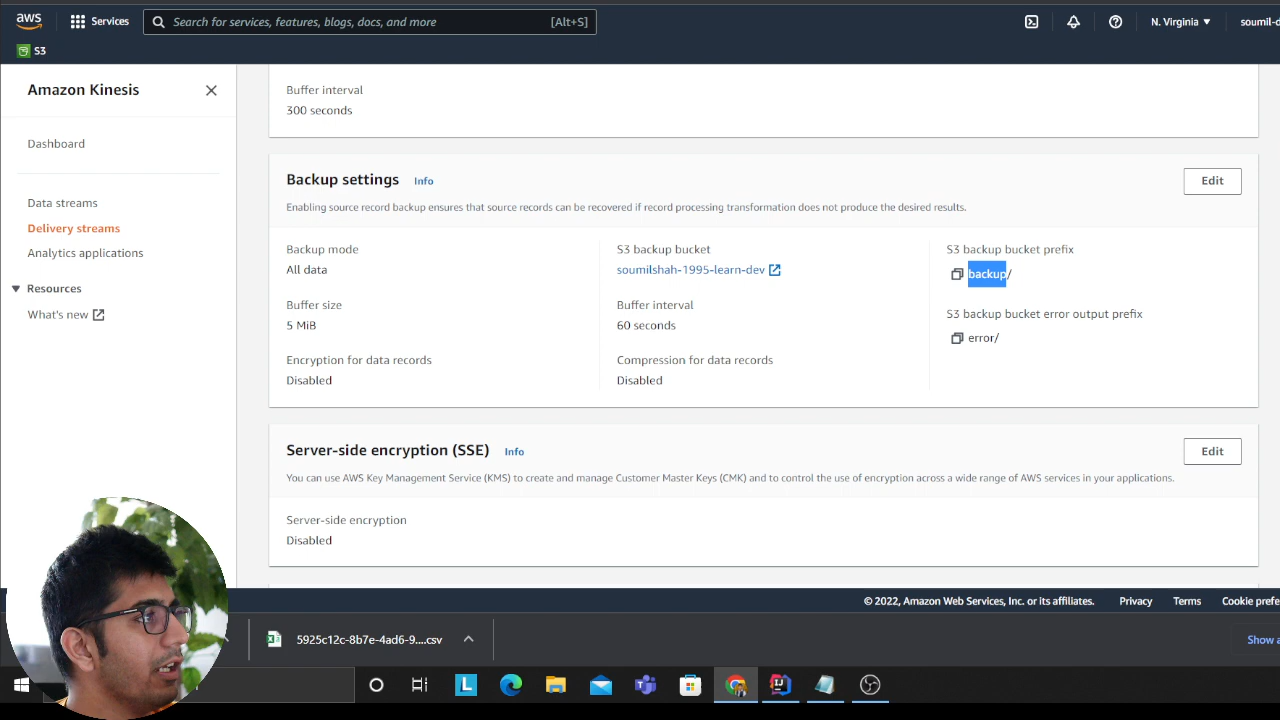 aws
Services
Search for services, features, blogs, docs, and more
[Alt+S]
N. Virginia
soumil-d
S3
Amazon Kinesis
Dashboard
Data streams
Delivery streams
Analytics applications
Resources
What's new
Buffer interval
300 seconds
Backup settings
Info
Edit
Enabling source record backup ensures that source records can be recovered if record processing transformation does not produce the desired results.
Backup mode
All data
S3 backup bucket
soumilshah-1995-learn-dev
S3 backup bucket prefix
backup/
Buffer size
5 MiB
Buffer interval
60 seconds
S3 backup bucket error output prefix
error/
Encryption for data records
Disabled
Compression for data records
Disabled
Server-side encryption (SSE)
Info
Edit
You can use AWS Key Management Service (KMS) to create and manage Customer Master Keys (CMK) and to control the use of encryption across a wide range of AWS services in your applications.
Server-side encryption
Disabled
© 2022, Amazon Web Services, Inc. or its affiliates.
Privacy
Terms
Cookie prefe
5925c12c-8b7e-4ad6-9....csv
Show a
L